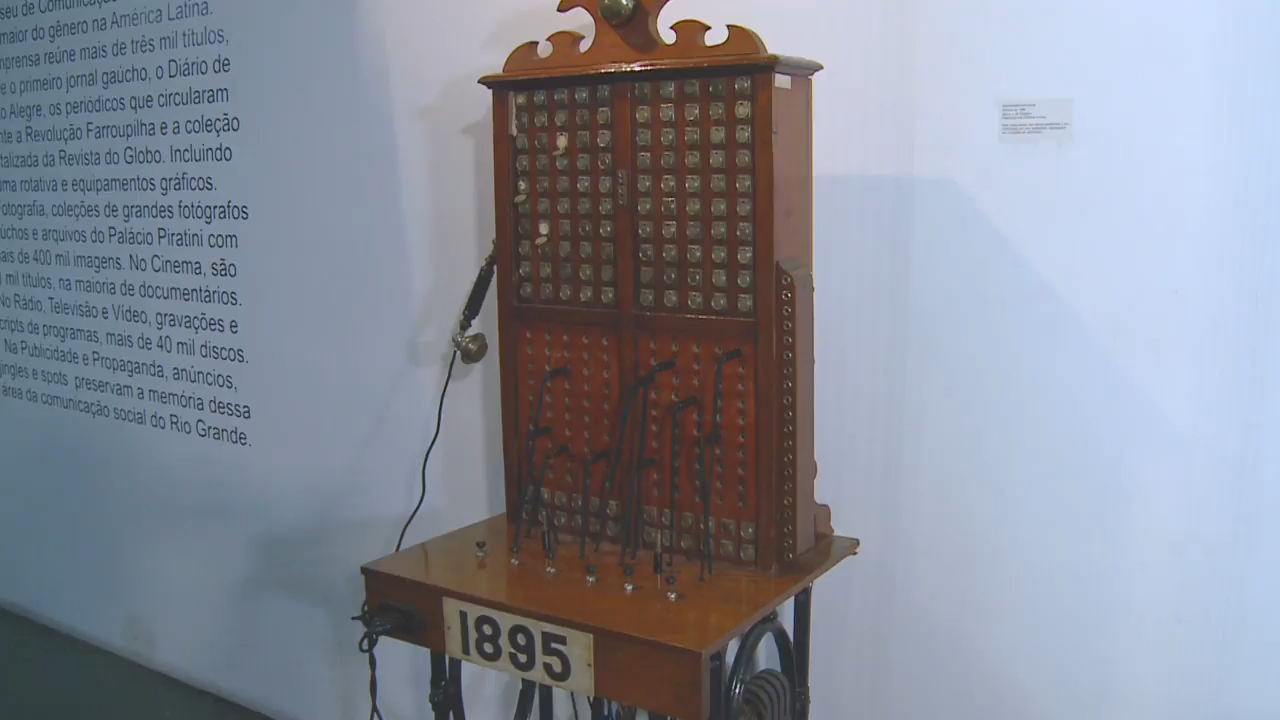 seu de Comunicaç
maior do gênero na América Latina.
mprensa reúne mais de três mil títulos,
e o primeiro jornal gaúcho, o Diário de
o Alegre, os periódicos que circularam
nte a Revolução Farroupilha e a coleção
talizada da Revista do Globo. Incluindo
uma rotativa e equipamentos gráficos.
Fotografia, coleções de grandes fotógrafos
úchos e arquivos do Palácio Piratini com
ais de 400 mil imagens. No Cinema, são
mil títulos, na maioria de documentários.
No Rádio, Televisão e Vídeo, gravações e
cripts de programas, mais de 40 mil discos.
Na Publicidade e Propaganda, anúncios,
jingles e spots preservam a memória dessa
área da comunicação social do Rio Grande.
1895